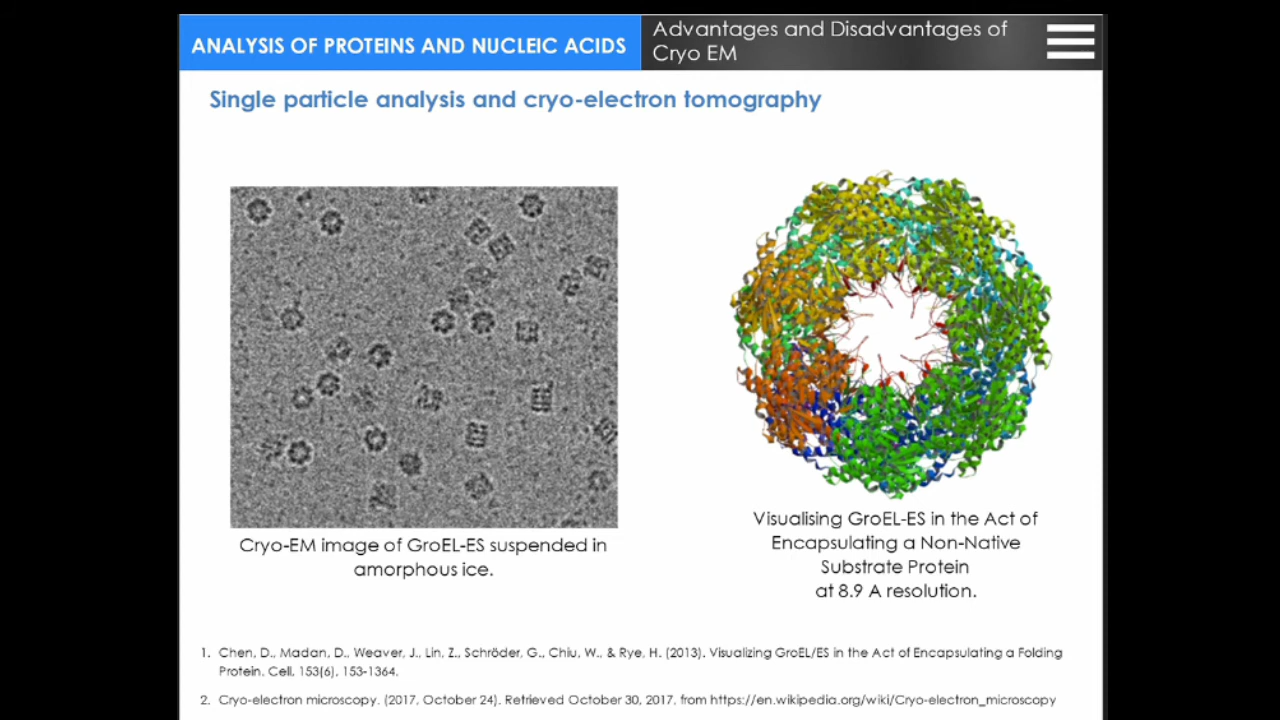 ANALYSIS OF PROTEINS AND NUCLEIC ACIDS
Advantages and Disadvantages of
Cryo EM
Single particle analysis and cryo-electron tomography
Cryo-EM image of GroEL-ES suspended in
amorphous ice.
Visualising GroEL-ES in the Act of
Encapsulating a Non-Native
Substrate Protein
at 8.9 A resolution.
1. Chen, D., Madan, D., Weaver, J., Lin, Z., Schröder, G., Chiu, W., & Rye, H. (2013). Visualizing GroEL/ES in the Act of Encapsulating a Folding
Protein. Cell, 153(6), 153-1364.
2. Cryo-electron microscopy. (2017, October 24). Retrieved October 30, 2017, from https://en.wikipedia.org/wiki/Cryo-electron_microscopy